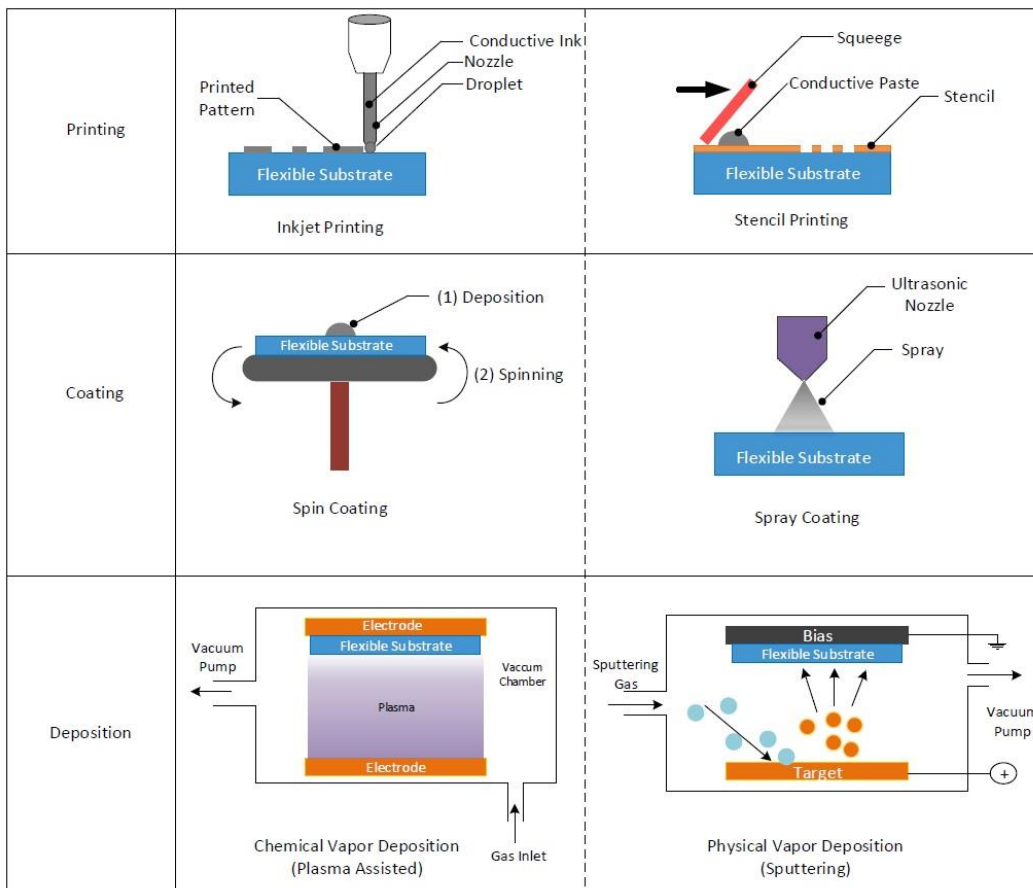 Printing
Conductive Ink
Nozzle
Droplet
Printed
Pattern
Flexible Substrate
Inkjet Printing
Squeege
Conductive Paste
Stencil
Flexible Substrate
Stencil Printing
Coating
(1) Deposition
Flexible Substrate
(2) Spinning
Spin Coating
Ultrasonic
Nozzle
Spray
Flexible Substrate
Spray Coating
Deposition
Electrode
Flexible Substrate
Vacuum
Pump
Vaccum
Chamber
Plasma
Electrode
Gas Inlet
Chemical Vapor Deposition
(Plasma Assisted)
Bias
Flexible Substrate
Sputtering
Gas
Vacuum
Pump
Target
+
Physical Vapor Deposition
(Sputtering)